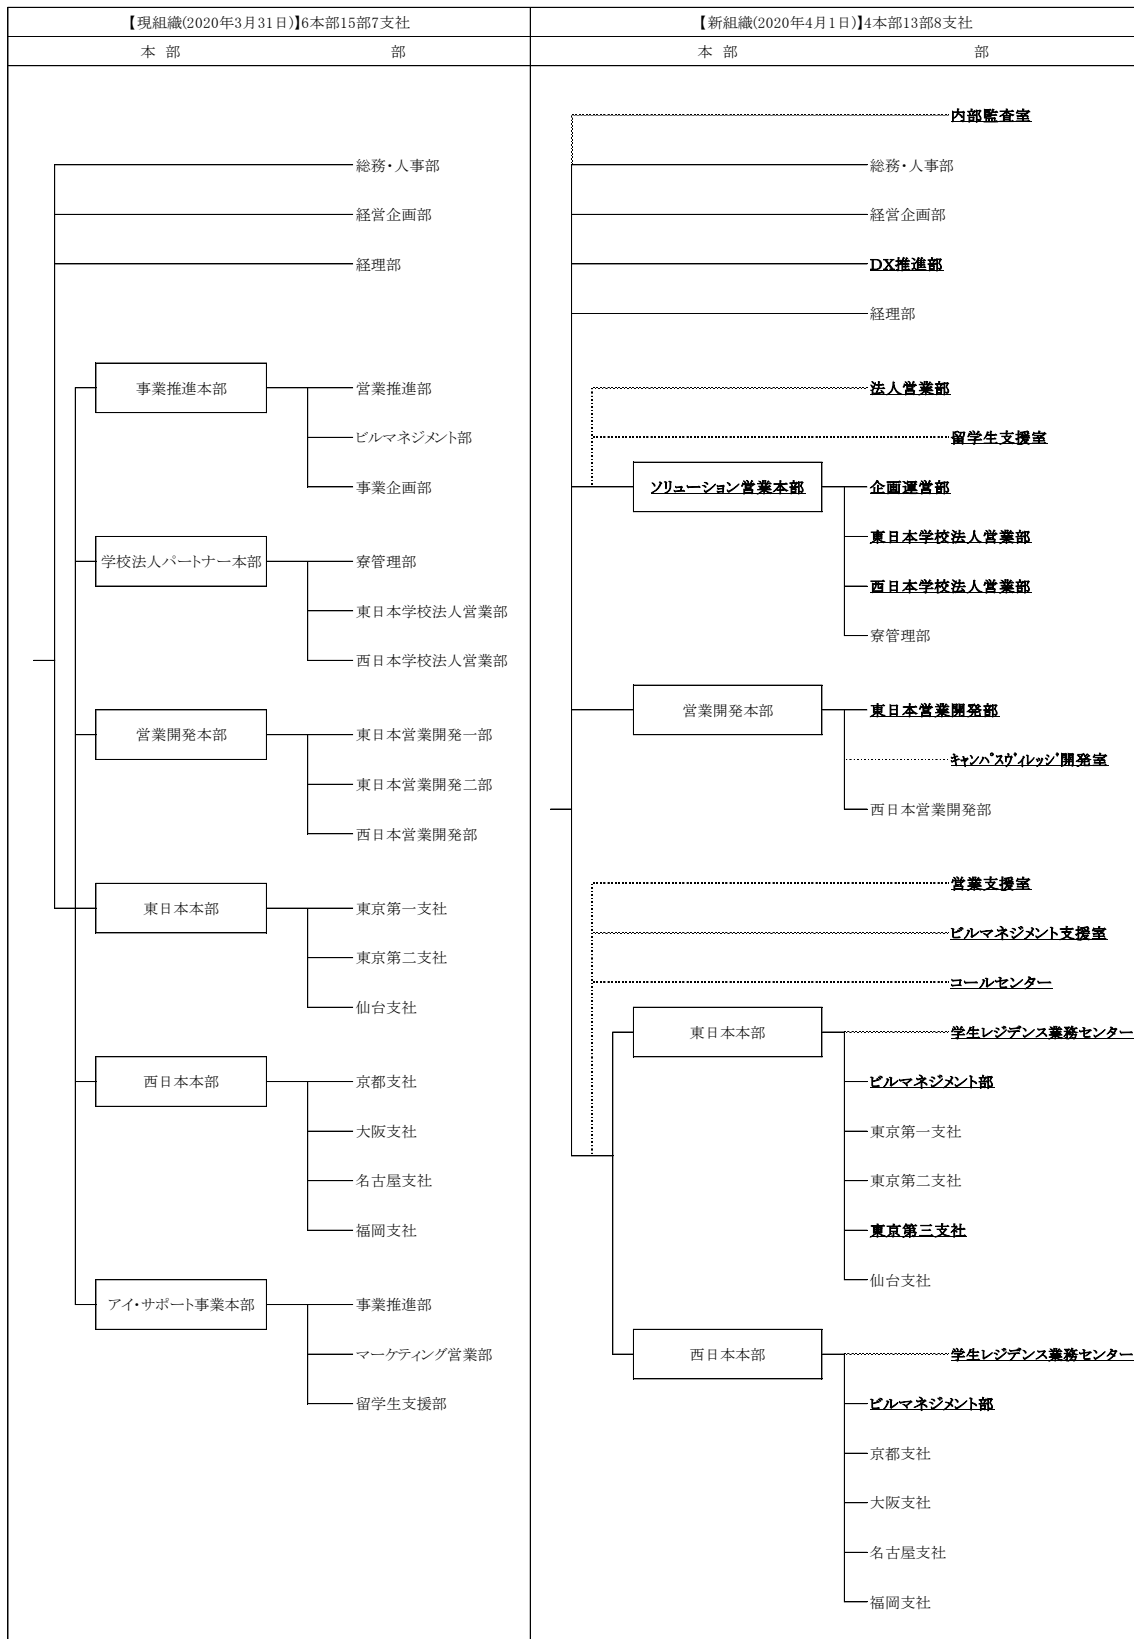 【現組織(2020年3月31日)】6本部15部7支社
本 部
部
総務・人事部
経営企画部
経理部
事業推進本部
営業推進部
ビルマネジメント部
事業企画部
学校法人パートナー本部
寮管理部
東日本学校法人営業部
西日本学校法人営業部
営業開発本部
東日本営業開発一部
東日本営業開発二部
西日本営業開発部
東日本本部
東京第一支社
東京第二支社
仙台支社
西日本本部
京都支社
大阪支社
名古屋支社
福岡支社
アイ・サポート事業本部
事業推進部
マーケティング営業部
留学生支援部
【新組織(2020年4月1日)】4本部13部8支社
本 部
部
内部監査室
総務・人事部
経営企画部
DX推進部
経理部
法人営業部
留学生支援室
ソリューション営業本部
企画運営部
東日本学校法人営業部
西日本学校法人営業部
寮管理部
営業開発本部
東日本営業開発部
キャンパスヴィレッジ開発室
西日本営業開発部
営業支援室
ビルマネジメント支援室
コールセンター
東日本本部
学生レジデンス業務センター
ビルマネジメント部
東京第一支社
東京第二支社
東京第三支社
仙台支社
西日本本部
学生レジデンス業務センター
ビルマネジメント部
京都支社
大阪支社
名古屋支社
福岡支社